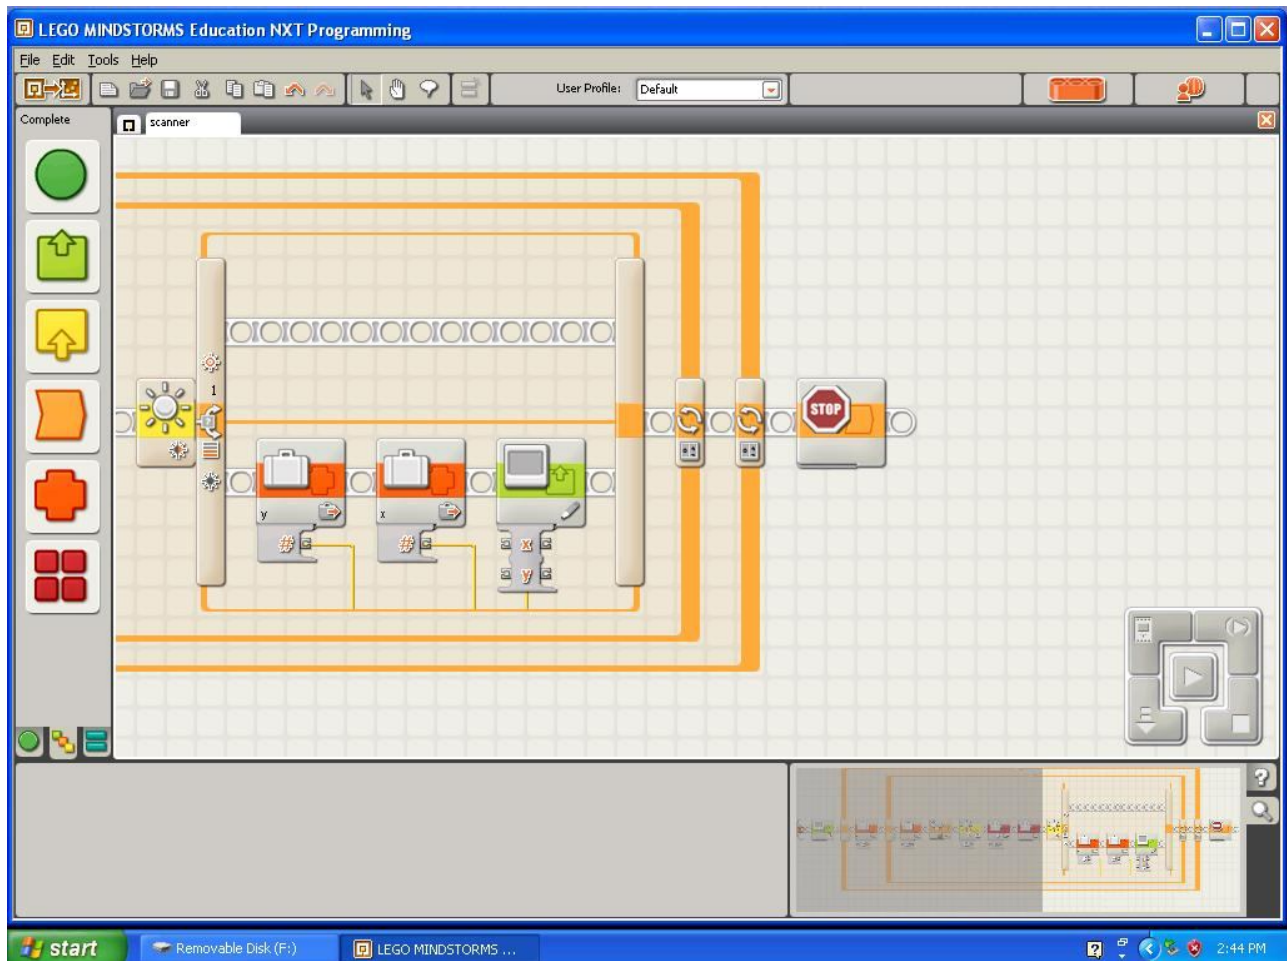 LEGO MINDSTORMS Education NXT Programming
File Edit Tools Help
User Profile: Default
Complete
scanner
1
STOP
y
x
#
#
x
y
?
start
Removable Disk (F:)
LEGO MINDSTORMS ...
?
2:44 PM